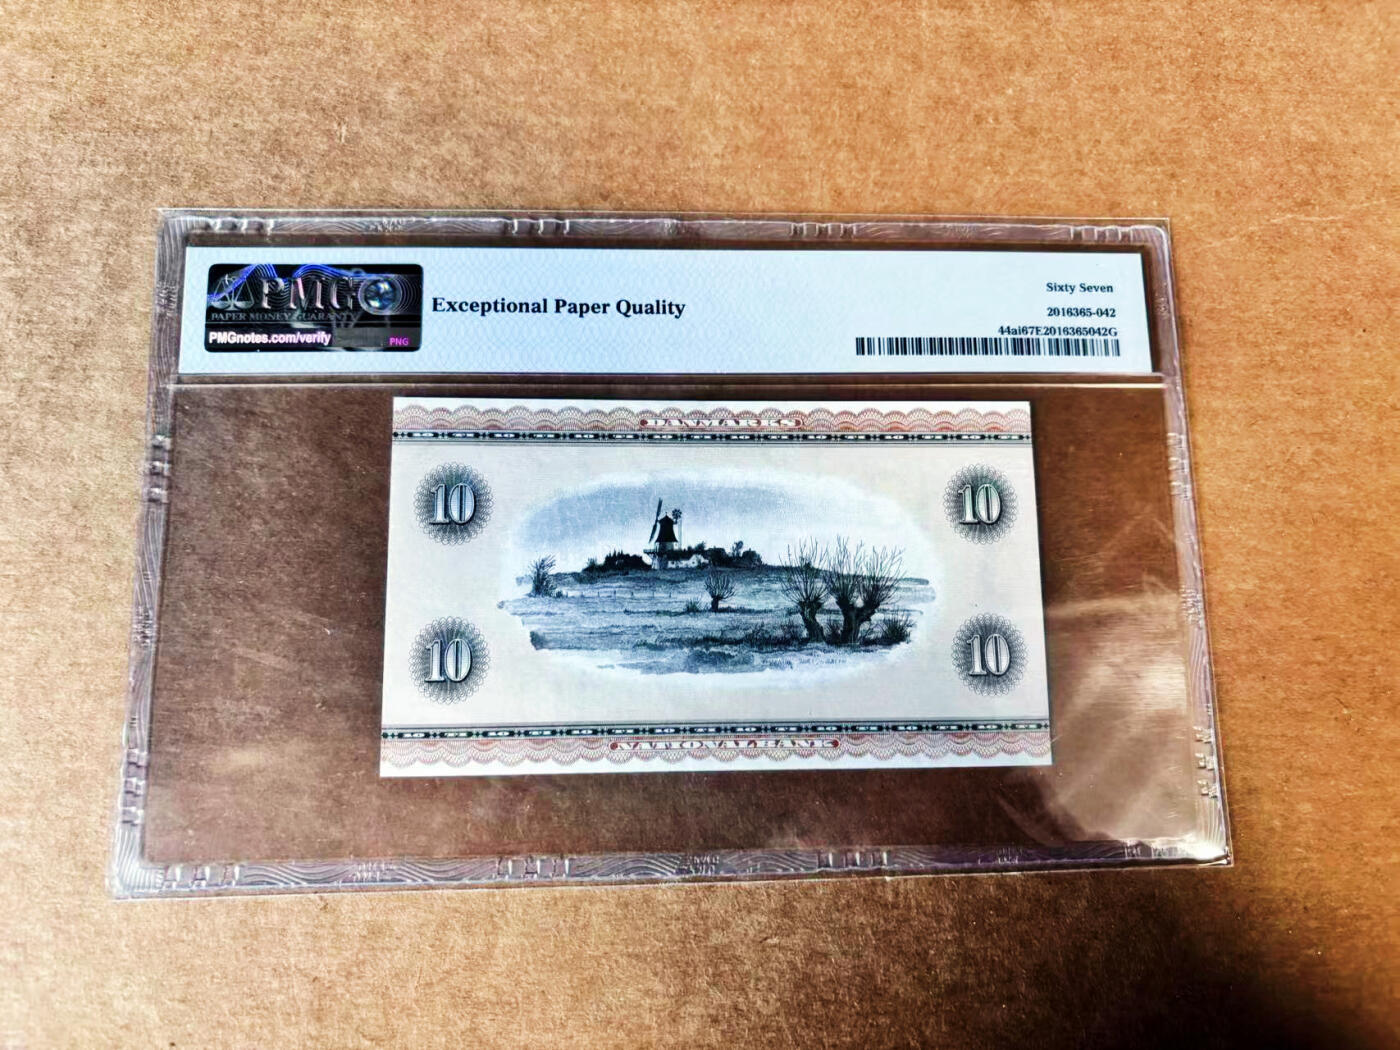 PMG
PAPER MONEY GUARANTY
PMGnotes.com/verify
PNG
Exceptional Paper Quality
Sixty Seven
2016365-042
44ai67E2016365042G
DANMARKS
10
10
10
10
NATIONALBANK